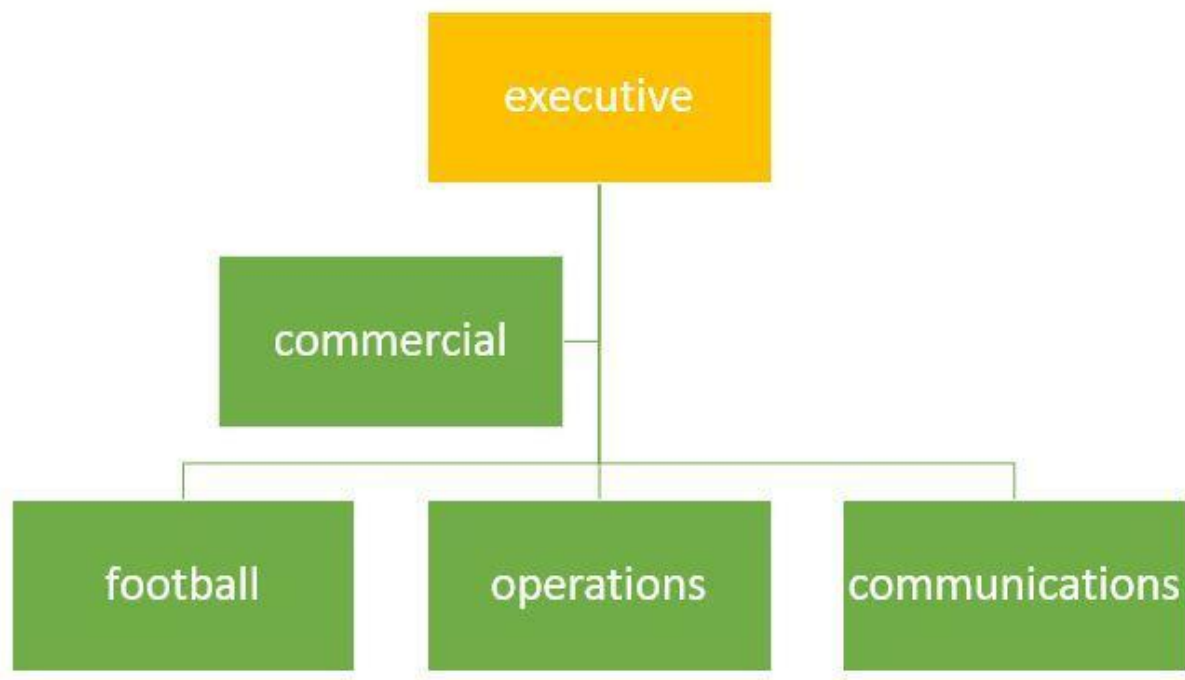 executive
commercial
football
operations
communications